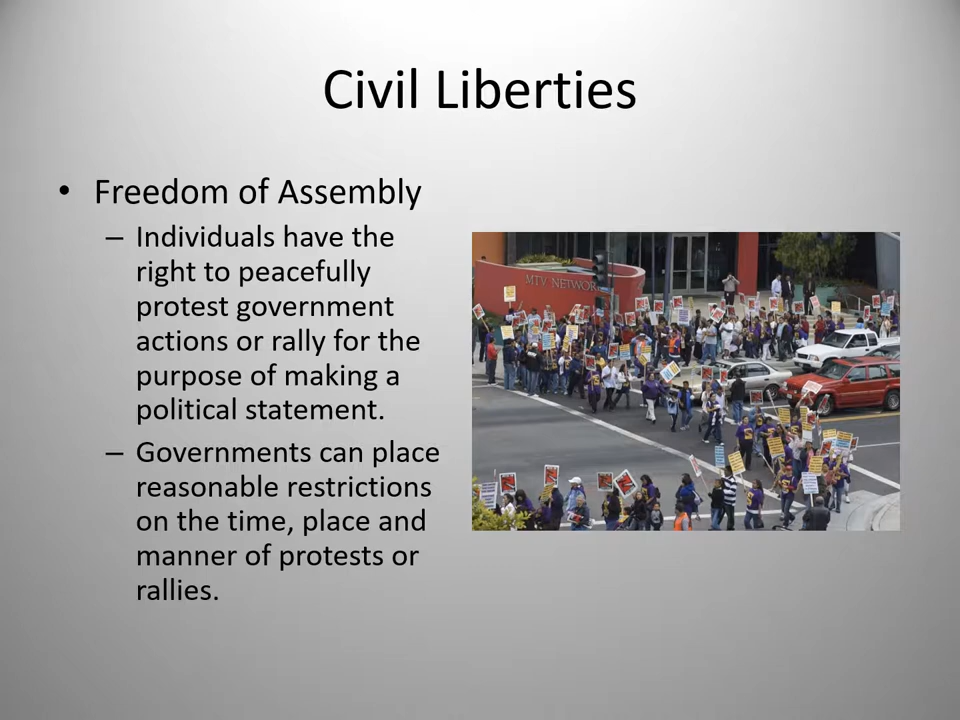 Civil Liberties
• Freedom of Assembly
– Individuals have the
right to peacefully
protest government
actions or rally for the
purpose of making a
political statement.
– Governments can place
reasonable restrictions
on the time, place and
manner of protests or
rallies.
MTV NETWORKS